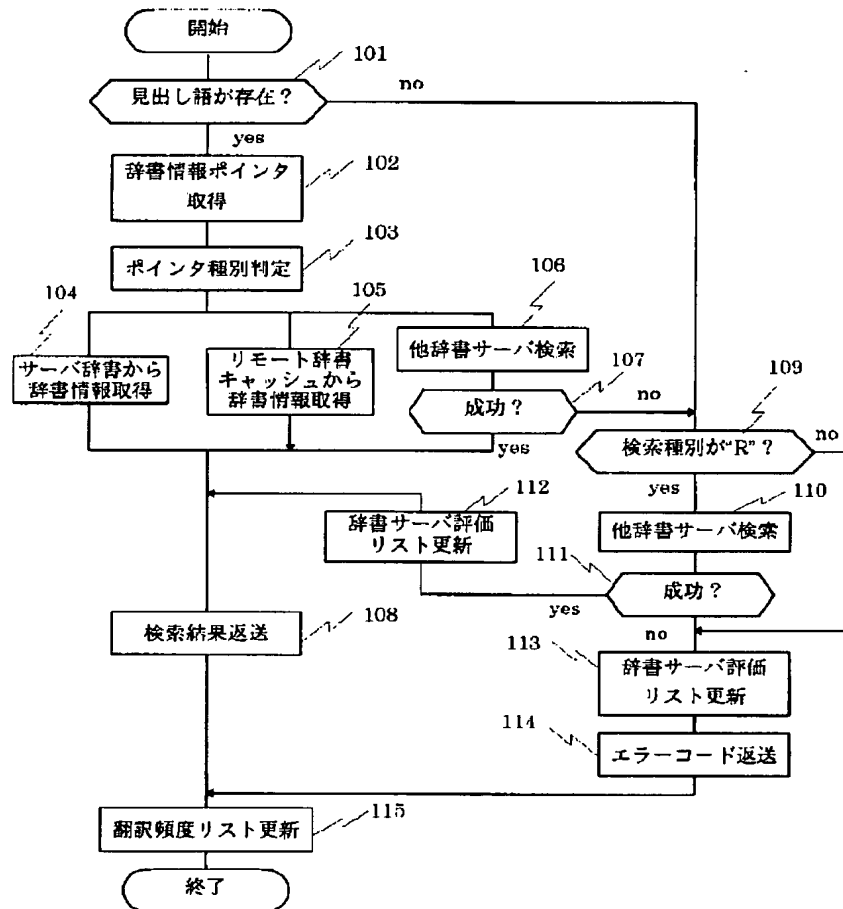 開始
101
見出し語が存在？
no
yes
辞書情報ポインタ
取得
102
103
ポインタ種別判定
104
105
106
サーバ辞書から
辞書情報取得
リモート辞書
キャッシュから
辞書情報取得
他辞書サーバ検索
107
成功？
no
yes
109
検索種別が"R"？
no
yes
110
他辞書サーバ検索
112
辞書サーバ評価
リスト更新
111
成功？
yes
no
検索結果返送
108
113
辞書サーバ評価
リスト更新
114
エラーコード返送
翻訳頻度リスト更新
115
終了